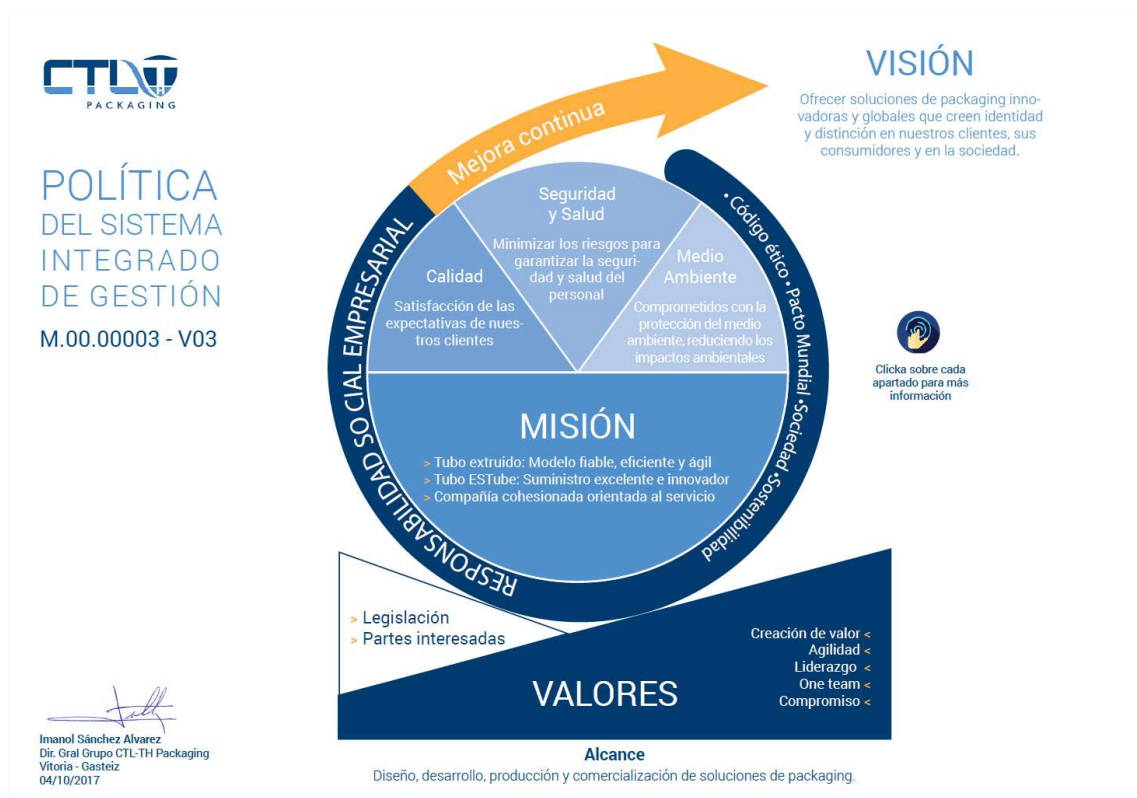 CTL-TH
PACKAGING
POLÍTICA
DEL SISTEMA
INTEGRADO
DE GESTIÓN
M.00.00003 - V03
Mejora continua
VISIÓN
Ofrecer soluciones de packaging inno-
vadoras y globales que creen identidad
y distinción en nuestros clientes, sus
consumidores y en la sociedad.
RESPONSABILIDAD SO CIAL EMPRESARIAL
• Código ético • Pacto Mundial •Sociedad •Sostenibilidad
Calidad
Satisfacción de las
expectativas de nues-
tros clientes
Seguridad
y Salud
Minimizar los riesgos para
garantizar la seguri-
dad y salud del
personal
Medio
Ambiente
Comprometidos con la
protección del medio
ambiente, reduciendo los
impactos ambientales
Clicka sobre cada
apartado para más
información
MISIÓN
> Tubo extruido: Modelo fiable, eficiente y ágil
> Tubo ESTube: Suministro excelente e innovador
> Compañía cohesionada orientada al servicio
> Legislación
> Partes interesadas
VALORES
Creación de valor <
Agilidad <
Liderazgo <
One team <
Compromiso <
Imanol Sánchez Alvarez
Dir. Gral Grupo CTL-TH Packaging
Vitoria - Gasteiz
04/10/2017
Alcance
Diseño, desarrollo, producción y comercialización de soluciones de packaging.